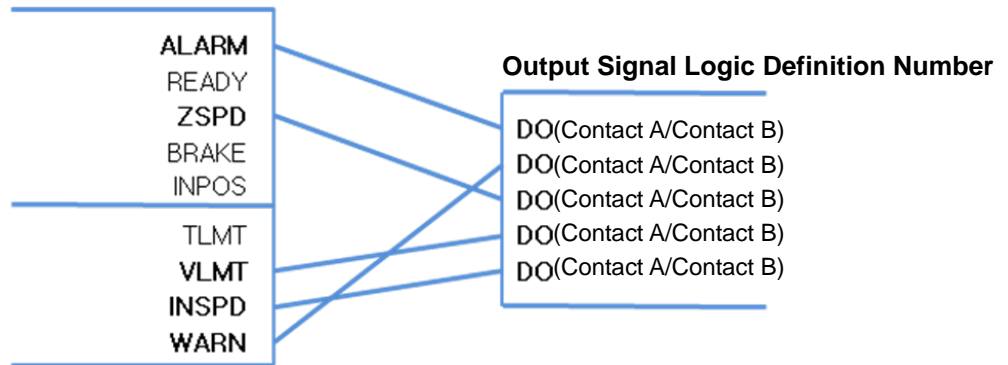 ALARM
READY
ZSPD
BRAKE
INPOS
TLMT
VLMT
INSPD
WARN
Output Signal Logic Definition Number
DO(Contact A/Contact B)
DO(Contact A/Contact B)
DO(Contact A/Contact B)
DO(Contact A/Contact B)
DO(Contact A/Contact B)